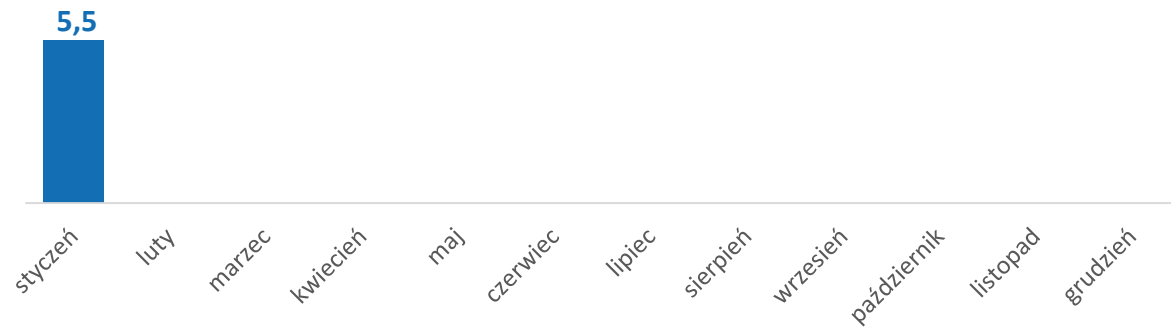 5,5
styczeń
luty
marzec
kwiecień
maj
czerwiec
lipiec
sierpień
wrzesień
październik
listopad
grudzień